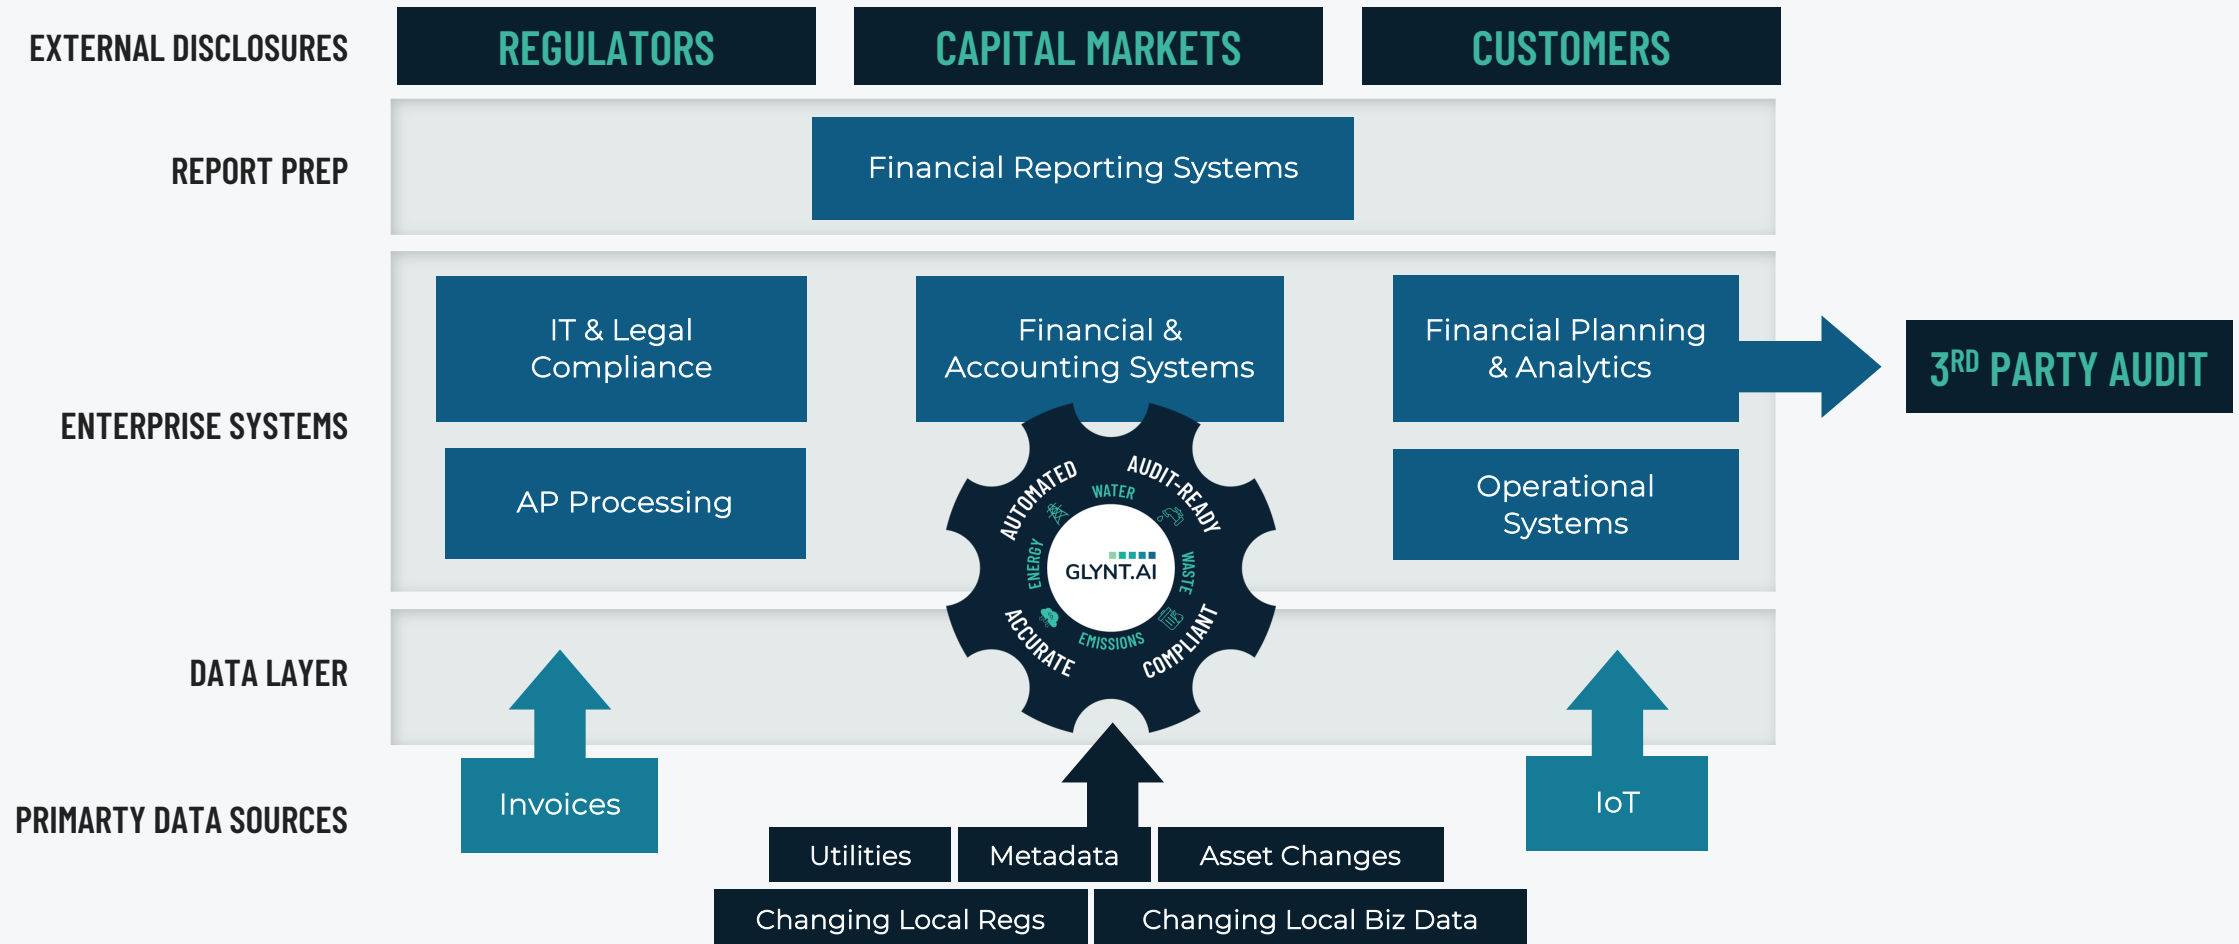 EXTERNAL DISCLOSURES
REGULATORS
CAPITAL MARKETS
CUSTOMERS
REPORT PREP
Financial Reporting Systems
ENTERPRISE SYSTEMS
IT & Legal
Compliance
Financial &
Accounting Systems
Financial Planning
& Analytics
3RD PARTY AUDIT
AP Processing
Operational
Systems
AUTOMATED
AUDIT-READY
WATER
ENERGY
WASTE
GLYNT.AI
ACCURATE
EMISSIONS
COMPLIANT
DATA LAYER
PRIMARTY DATA SOURCES
Invoices
IoT
Utilities
Metadata
Asset Changes
Changing Local Regs
Changing Local Biz Data